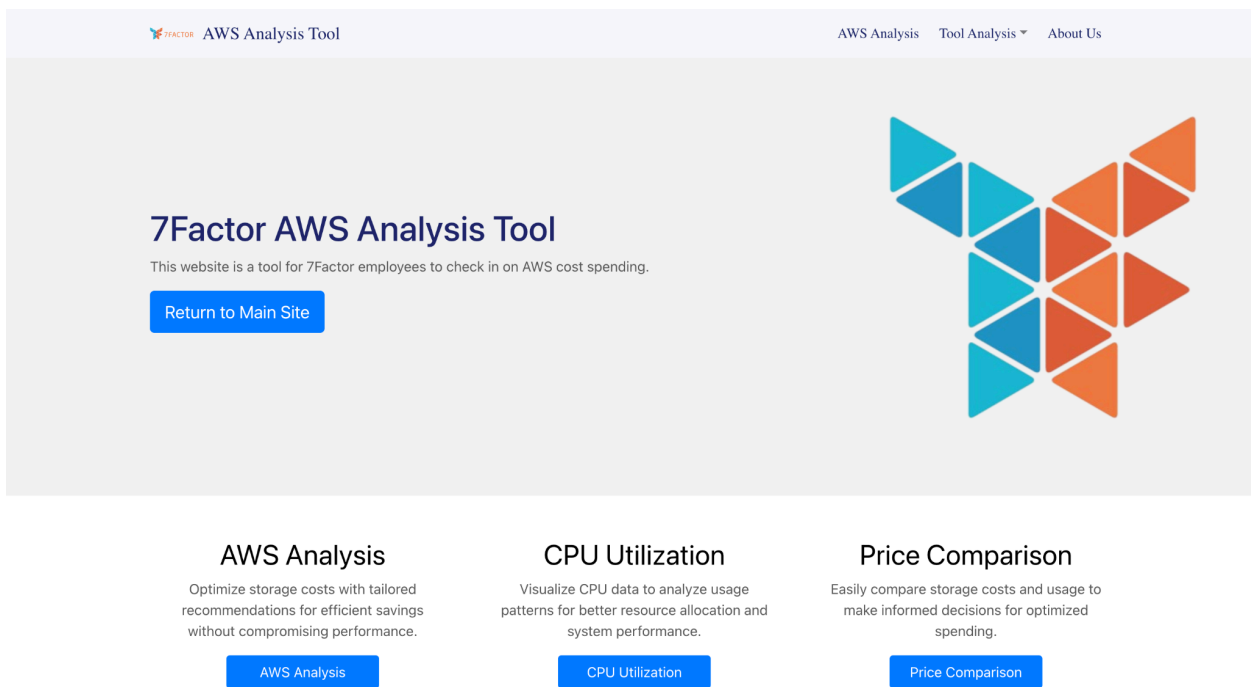 7FACTOR AWS Analysis Tool
AWS Analysis Tool Analysis About Us
7Factor AWS Analysis Tool
This website is a tool for 7Factor employees to check in on AWS cost spending.
Return to Main Site
AWS Analysis
Optimize storage costs with tailored
recommendations for efficient savings
without compromising performance.
AWS Analysis
CPU Utilization
Visualize CPU data to analyze usage
patterns for better resource allocation and
system performance.
CPU Utilization
Price Comparison
Easily compare storage costs and usage to
make informed decisions for optimized
spending.
Price Comparison